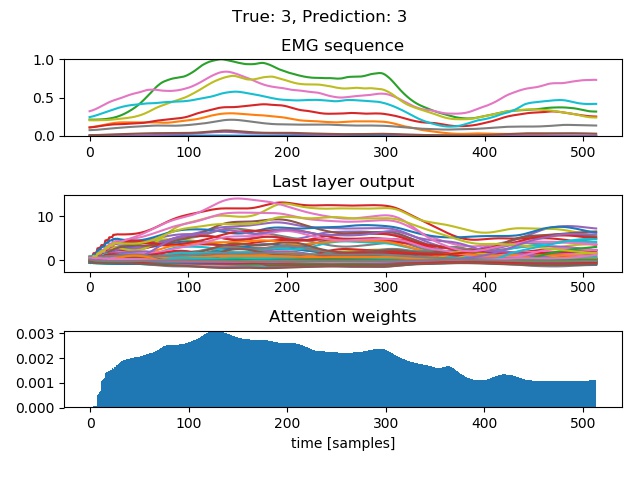 True: 3, Prediction: 3
EMG sequence
1.0
0.5
0.0
0 100 200 300 400 500
Last layer output
10
0
0 100 200 300 400 500
Attention weights
0.003
0.002
0.001
0.000
0 100 200 300 400 500
time [samples]